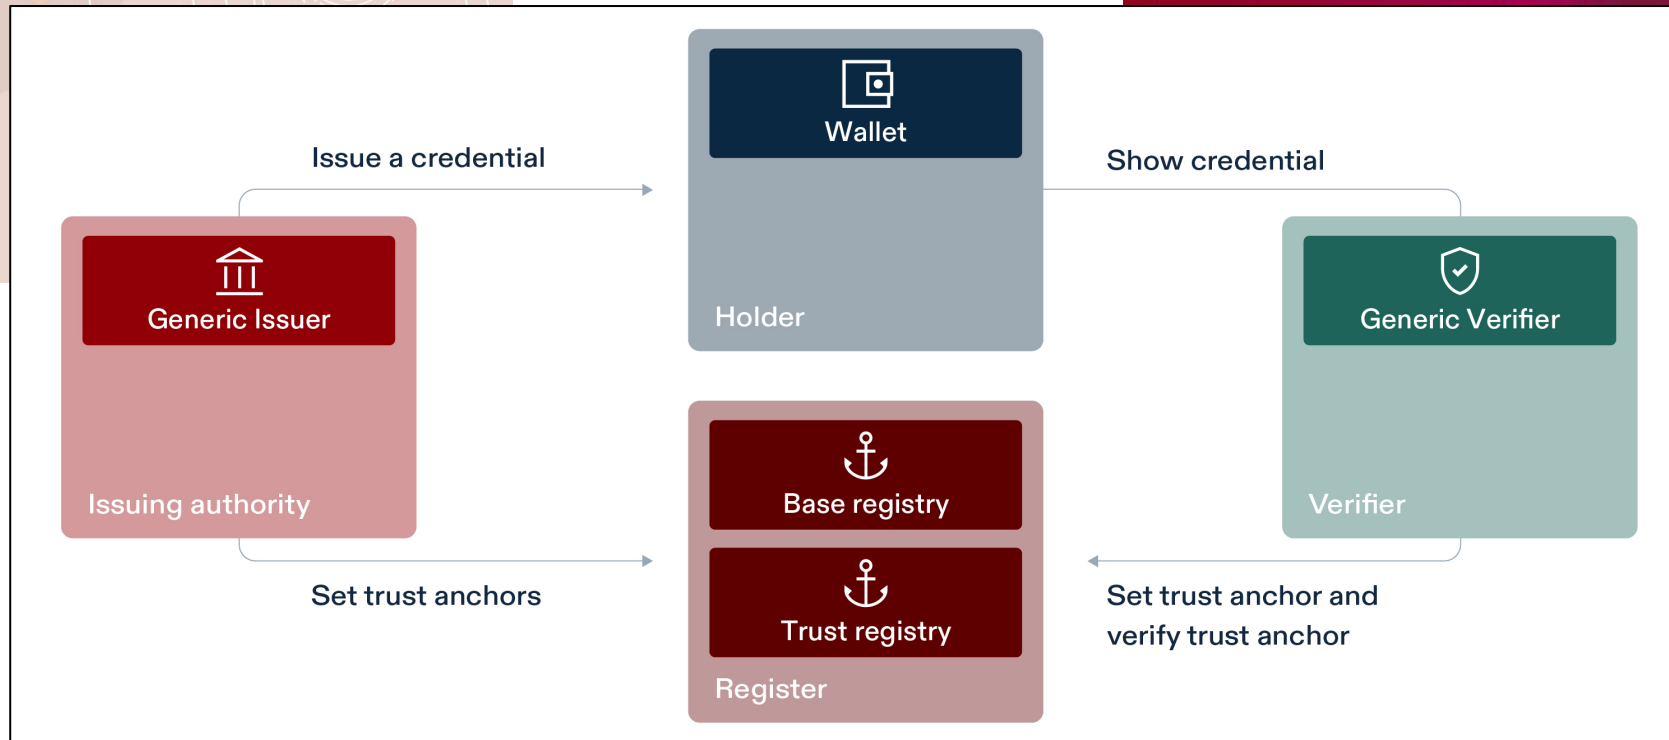 Wallet
Issue a credential
Show credential
Generic Issuer
Holder
Generic Verifier
Issuing authority
Base registry
Verifier
Set trust anchors
Trust registry
Set trust anchor and
verify trust anchor
Register